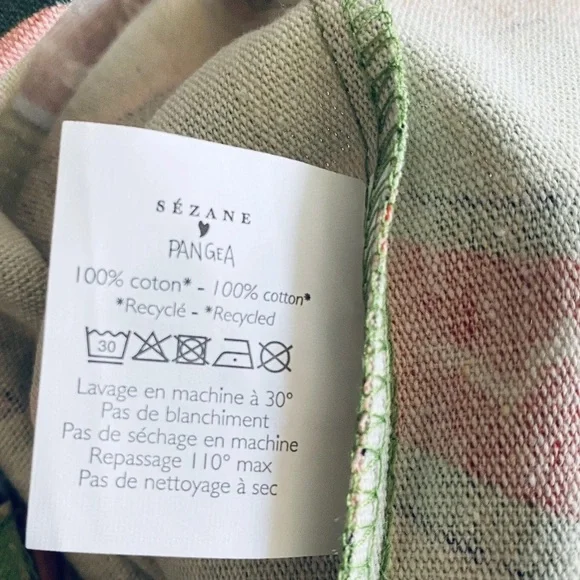 SÉZANE
PANGEA
100% coton* - 100% cotton*
*Recyclé - *Recycled
30
Lavage en machine à 30°
Pas de blanchiment
Pas de séchage en machine
Repassage 110° max
Pas de nettoyage à sec